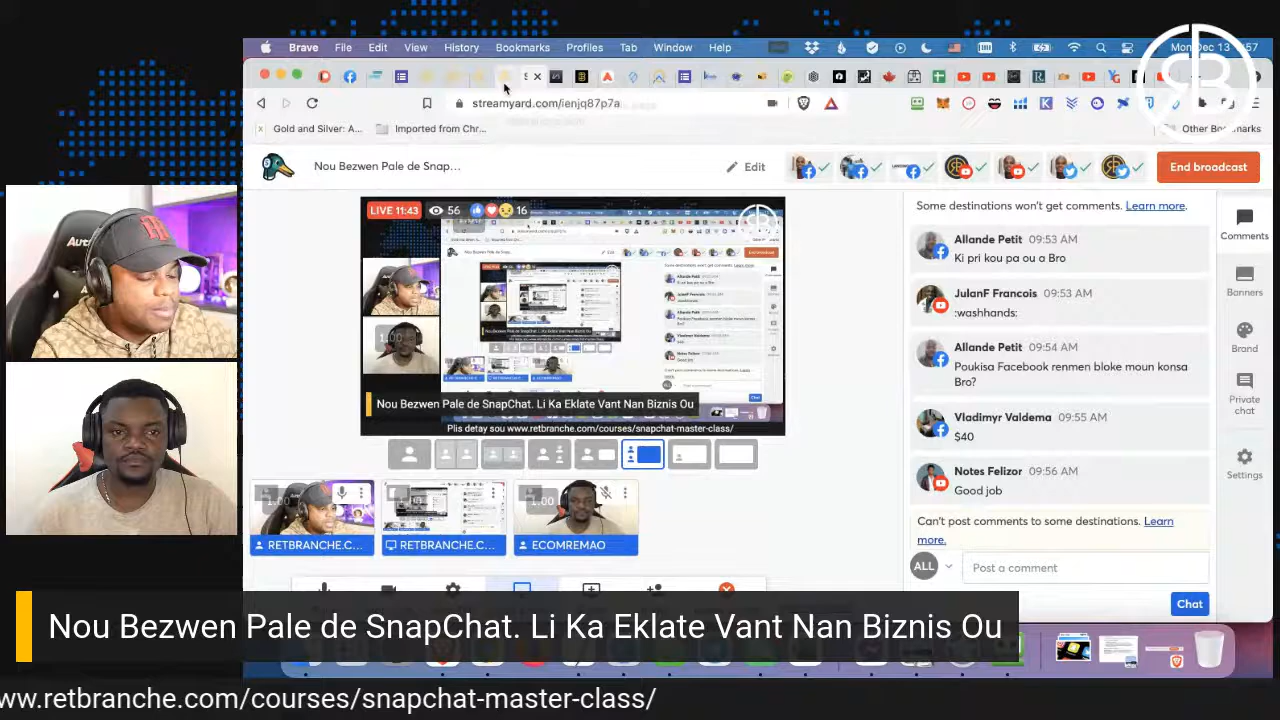 Brave File Edit View History Bookmarks Profiles Tab Window Help
streamyard.com/ienjq87p7a
Gold and Silver: A...
Imported from Chr...
Other Bookmarks
Nou Bezwen Pale de Snap...
Edit
End broadcast
LIVE 11:43
56
16
Nou Bezwen Pale de SnapChat. Li Ka Eklate Vant Nan Biznis Ou
Plis detay sou www.retbranche.com/courses/snapchat-master-class/
RETBRANCHE.C...
RETBRANCHE.C...
ECOMREMAO
Some destinations won't get comments. Learn more.
Allande Petit 09:53 AM
Ki pri kou pa ou a Bro
JulanF Francois 09:53 AM
:washhands:
Allande Petit 09:54 AM
Poukisa Facebook renmen bloke moun konsa
Bro?
Vladimyr Valdema 09:55 AM
$40
Notes Felizor 09:56 AM
Good job
Can't post comments to some destinations. Learn
more.
ALL
Post a comment
Chat
Comments
Banners
Brand
Private
chat
Settings
Nou Bezwen Pale de SnapChat. Li Ka Eklate Vant Nan Biznis Ou
www.retbranche.com/courses/snapchat-master-class/